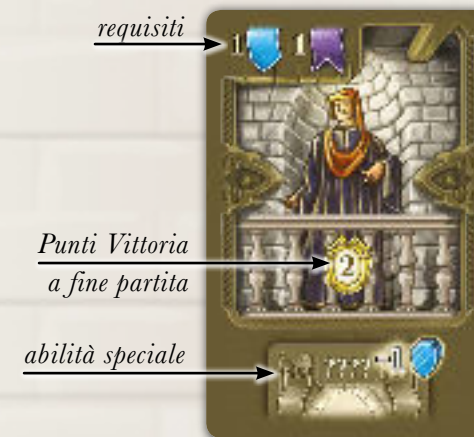 requisiti
1 1
Punti Vittoria
a fine partita
2
abilità speciale